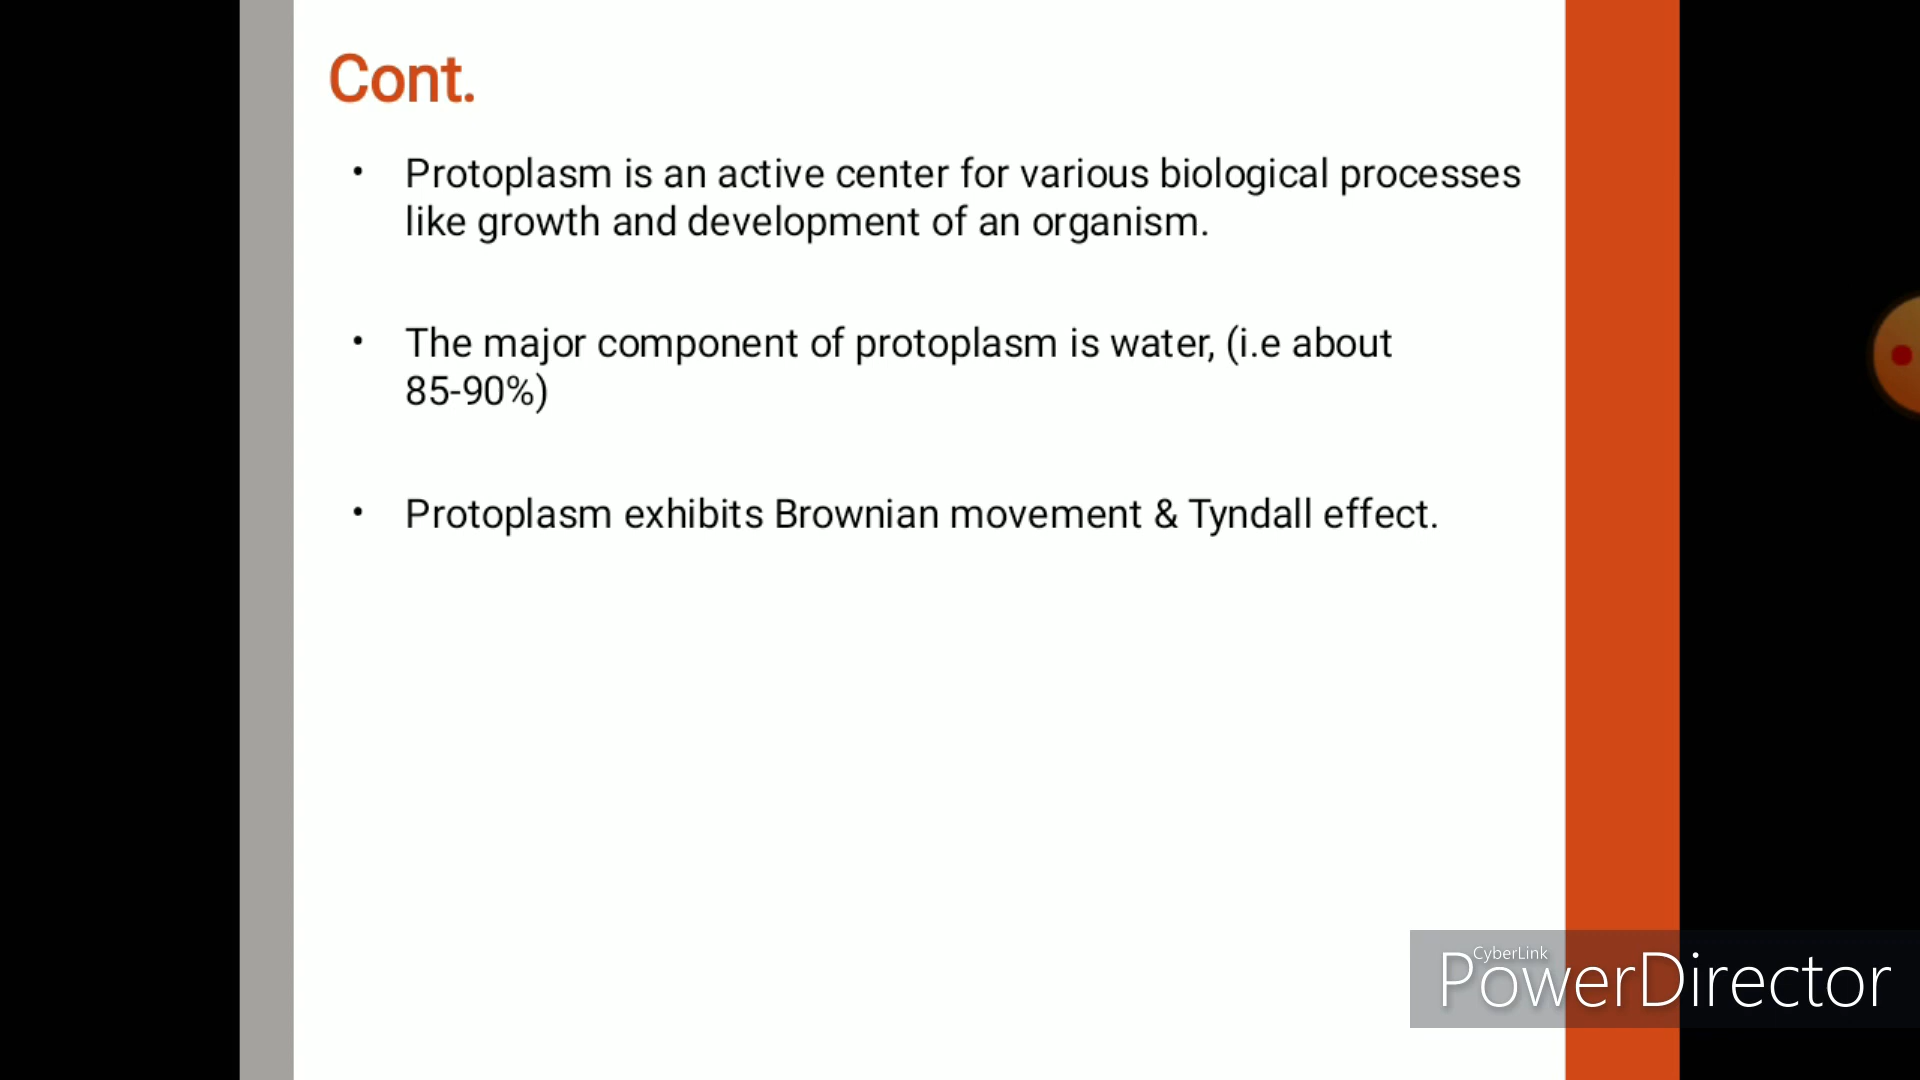 Cont.
• Protoplasm is an active center for various biological processes
like growth and development of an organism.
• The major component of protoplasm is water, (i.e about
85-90%)
• Protoplasm exhibits Brownian movement & Tyndall effect.
CyberLink
PowerDirector